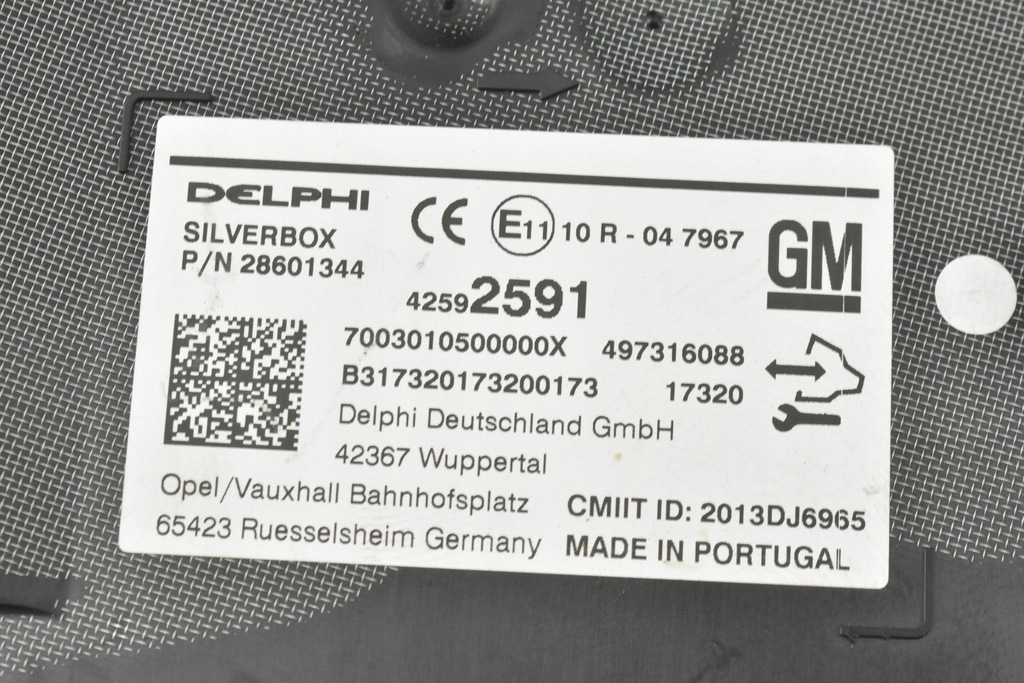 DELPHI
SILVERBOX
P/N 28601344
CE E11 10 R - 04 7967
GM
42592591
7003010500000X 497316088
B317320173200173 17320
Delphi Deutschland GmbH
42367 Wuppertal
Opel/Vauxhall Bahnhofsplatz
65423 Ruesselsheim Germany
CMIIT ID: 2013DJ6965
MADE IN PORTUGAL